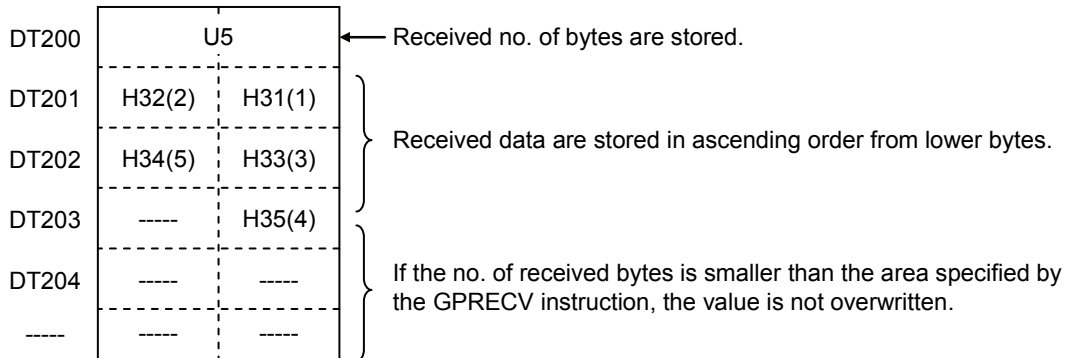 DT200 U5 Received no. of bytes are stored.
DT201 H32(2) H31(1)
Received data are stored in ascending order from lower bytes.
DT202 H34(5) H33(3)
DT203 ----- H35(4)
DT204 ----- -----
If the no. of received bytes is smaller than the area specified by
the GPRECV instruction, the value is not overwritten.
----- ----- -----